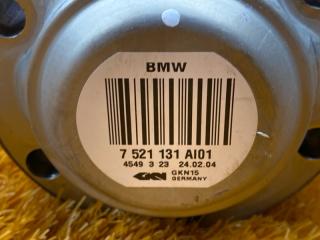 BMW
7 521 131 AI01
4549 3 23 24.02.04
GKN GKN15
GERMANY